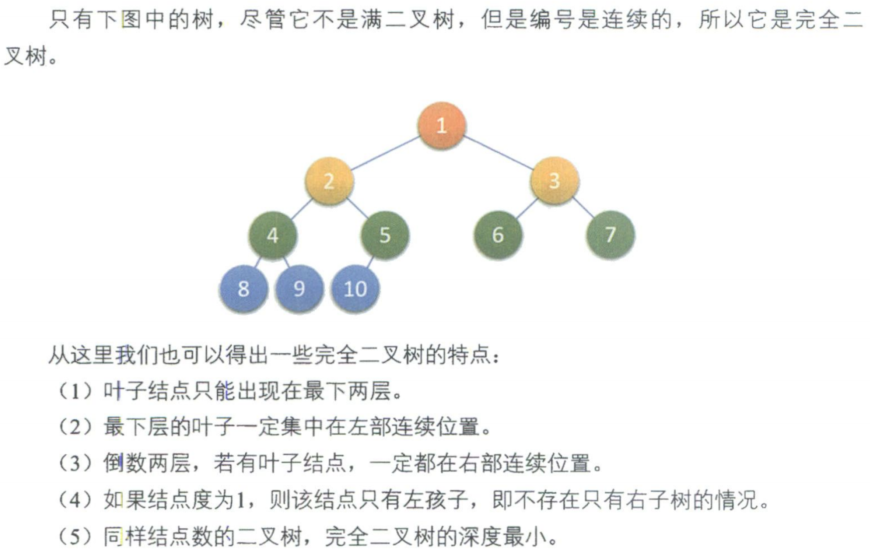 只有下图中的树，尽管它不是满二叉树，但是编号是连续的，所以它是完全二
叉树。
1
2
3
4
5
6
7
8
9
10
从这里我们也可以得出一些完全二叉树的特点：
（1）叶子结点只能出现在最下两层。
（2）最下层的叶子一定集中在左部连续位置。
（3）倒数两层，若有叶子结点，一定都在右部连续位置。
（4）如果结点度为1，则该结点只有左孩子，即不存在只有右子树的情况。
（5）同样结点数的二叉树，完全二叉树的深度最小。